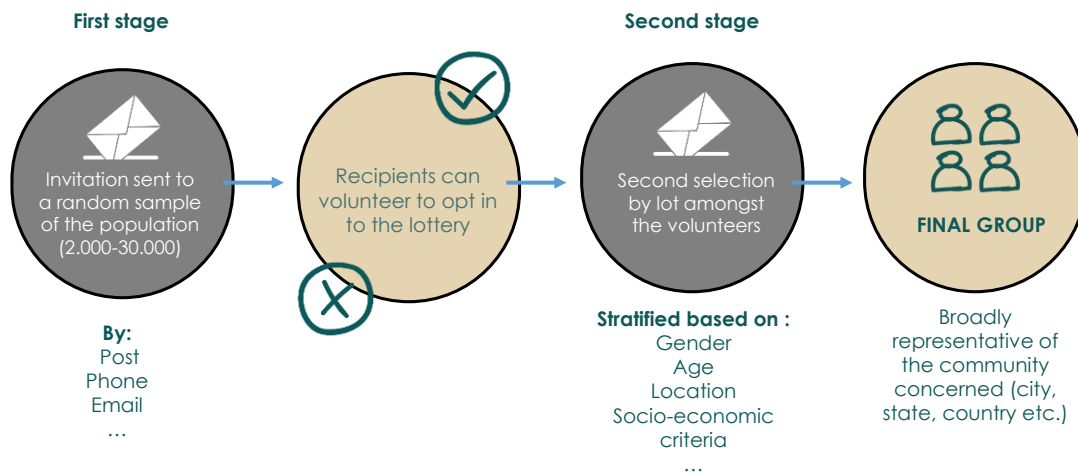 First stage
Invitation sent to
a random sample
of the population
(2.000-30.000)
By:
Post
Phone
Email
...
Recipients can
volunteer to opt in
to the lottery
Second stage
Second selection
by lot amongst
the volunteers
Stratified based on :
Gender
Age
Location
Socio-economic
criteria
...
FINAL GROUP
Broadly
representative of
the community
concerned (city,
state, country etc.)